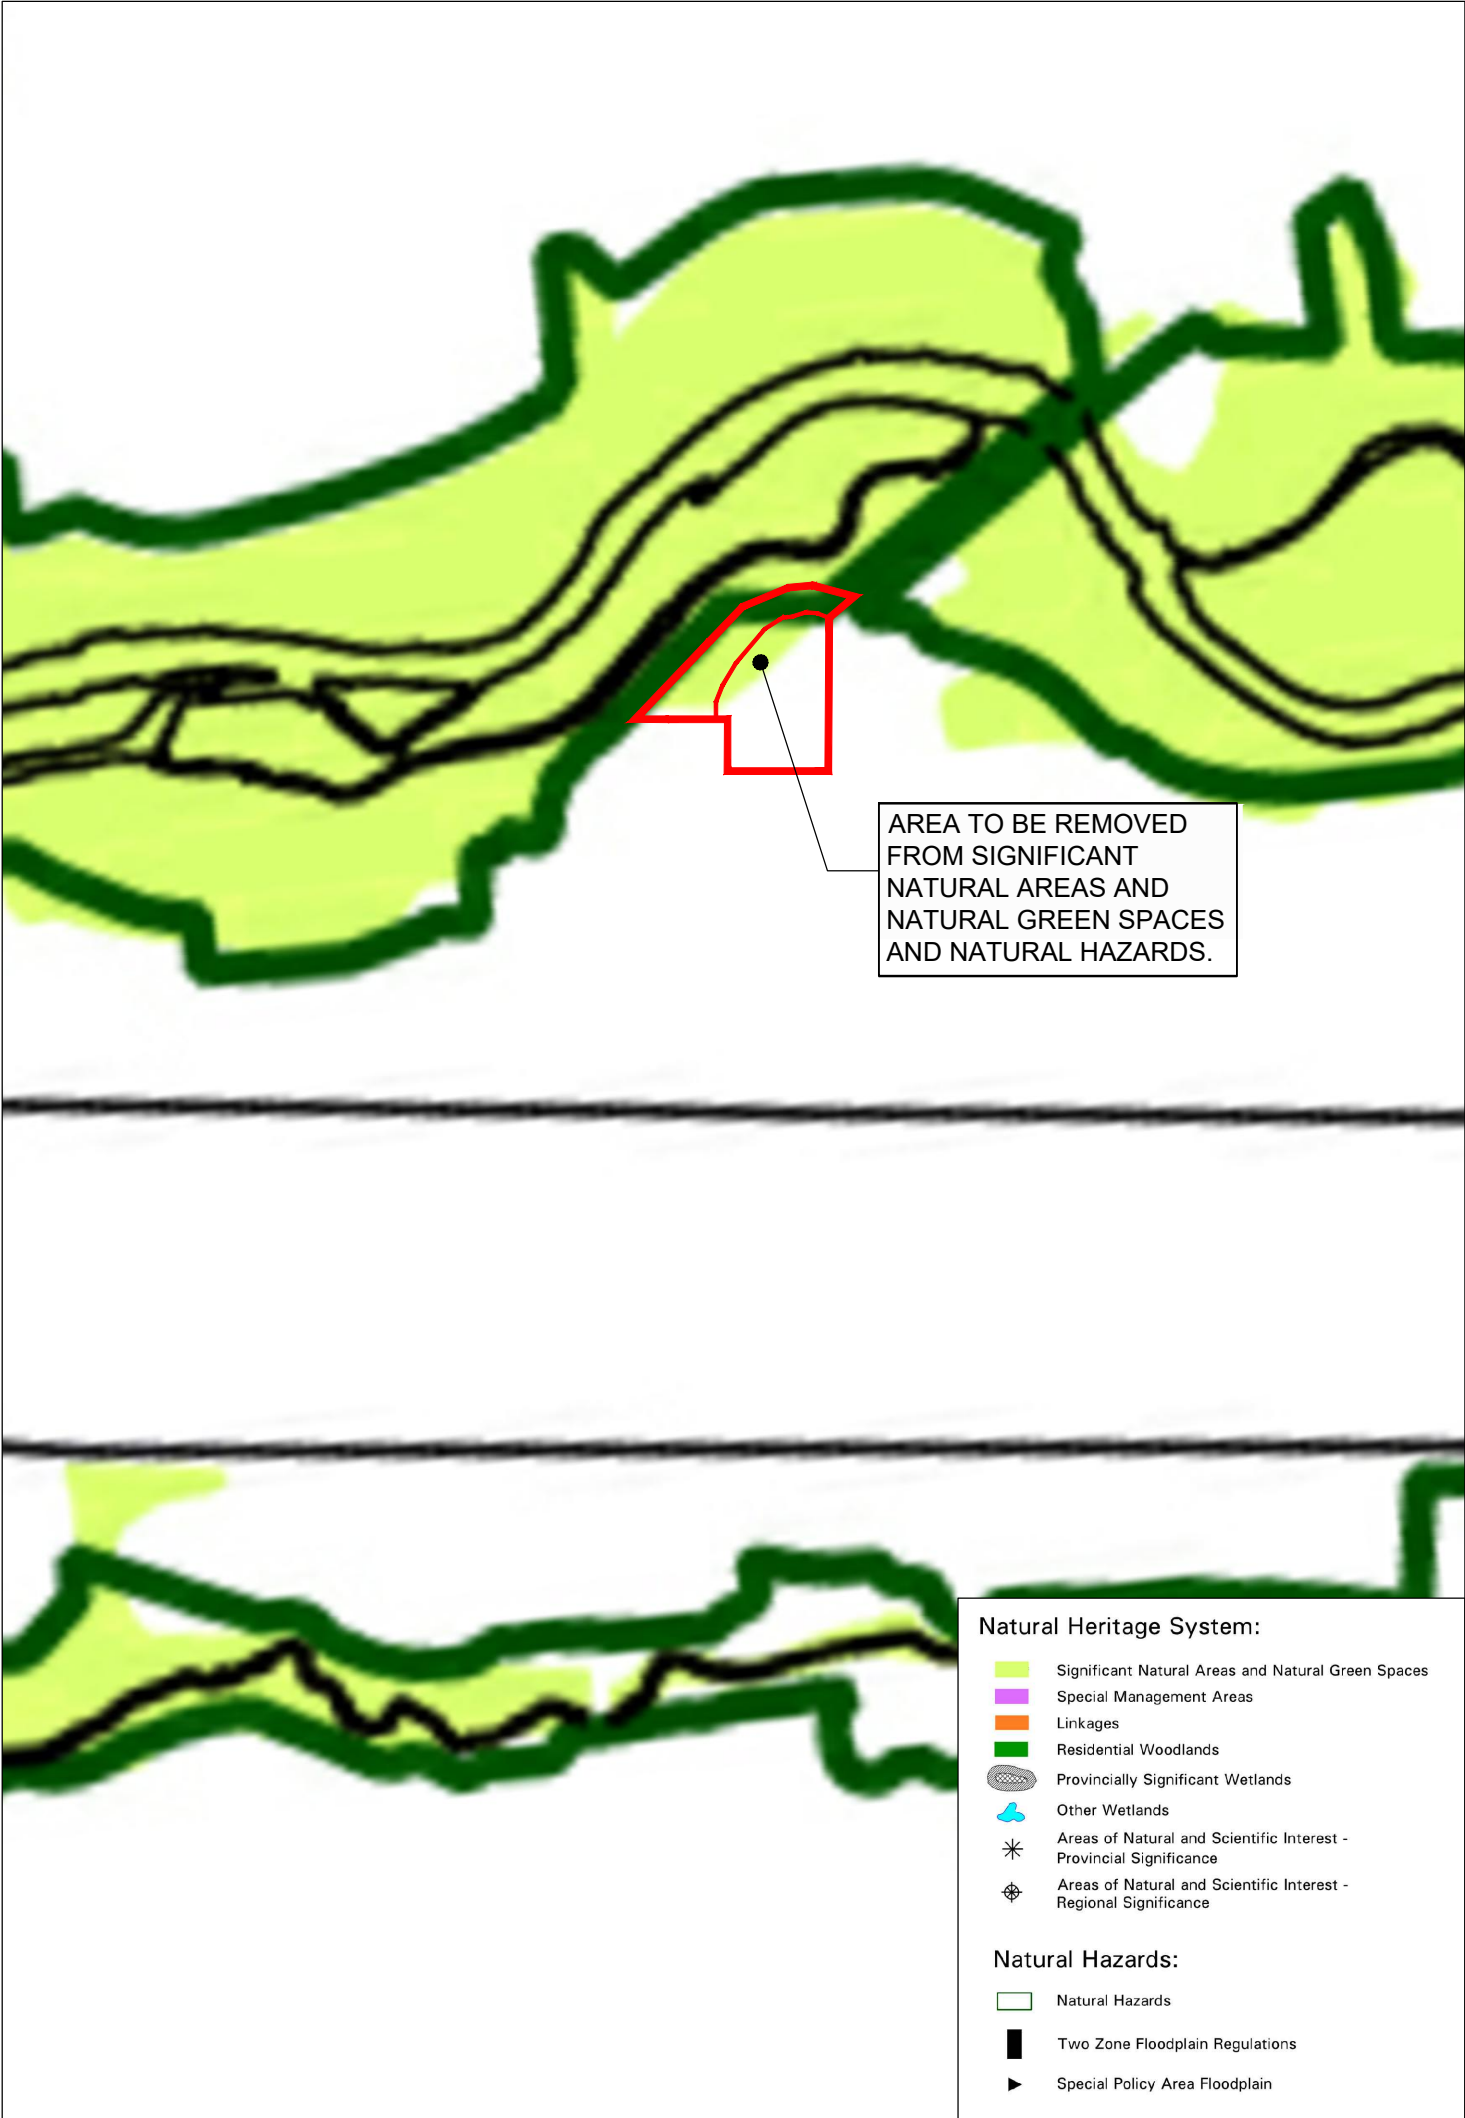 AREA TO BE REMOVED
FROM SIGNIFICANT
NATURAL AREAS AND
NATURAL GREEN SPACES
AND NATURAL HAZARDS.
Natural Heritage System:
Significant Natural Areas and Natural Green Spaces
Special Management Areas
Linkages
Residential Woodlands
Provincially Significant Wetlands
Other Wetlands
Areas of Natural and Scientific Interest -
Provincial Significance
Areas of Natural and Scientific Interest -
Regional Significance
Natural Hazards:
Natural Hazards
Two Zone Floodplain Regulations
Special Policy Area Floodplain